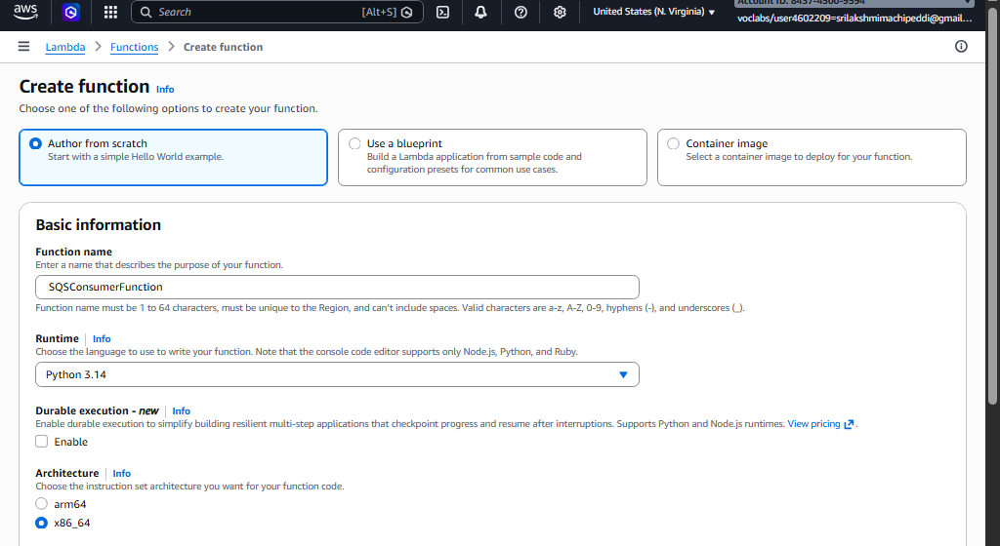 aws
Search
[Alt+S]
United States (N. Virginia)
voclabs/user4602209=srilakshmimachipeddi@gmail...
Lambda > Functions > Create function
Create function Info
Choose one of the following options to create your function.
Author from scratch
Start with a simple Hello World example.
Use a blueprint
Build a Lambda application from sample code and
configuration presets for common use cases.
Container image
Select a container image to deploy for your function.
Basic information
Function name
Enter a name that describes the purpose of your function.
SQSConsumerFunction
Function name must be 1 to 64 characters, must be unique to the Region, and can't include spaces. Valid characters are a-z, A-Z, 0-9, hyphens (-), and underscores (_).
Runtime | Info
Choose the language to use to write your function. Note that the console code editor supports only Node.js, Python, and Ruby.
Python 3.14
Durable execution - new | Info
Enable durable execution to simplify building resilient multi-step applications that checkpoint progress and resume after interruptions. Supports Python and Node.js runtimes. View pricing.
Enable
Architecture | Info
Choose the instruction set architecture you want for your function code.
arm64
x86_64